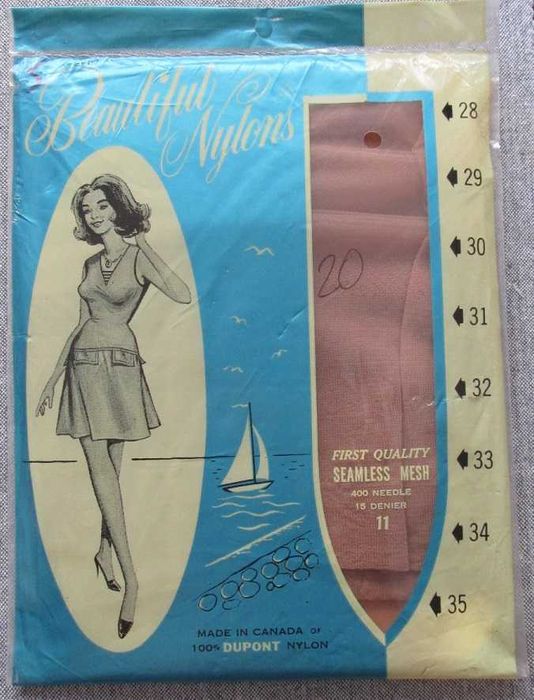 Beautiful
Nylons
28
29
30
31
32
33
34
35
20
FIRST QUALITY
SEAMLESS MESH
400 NEEDLE
15 DENIER
11
MADE IN CANADA OF
100% DUPONT NYLON